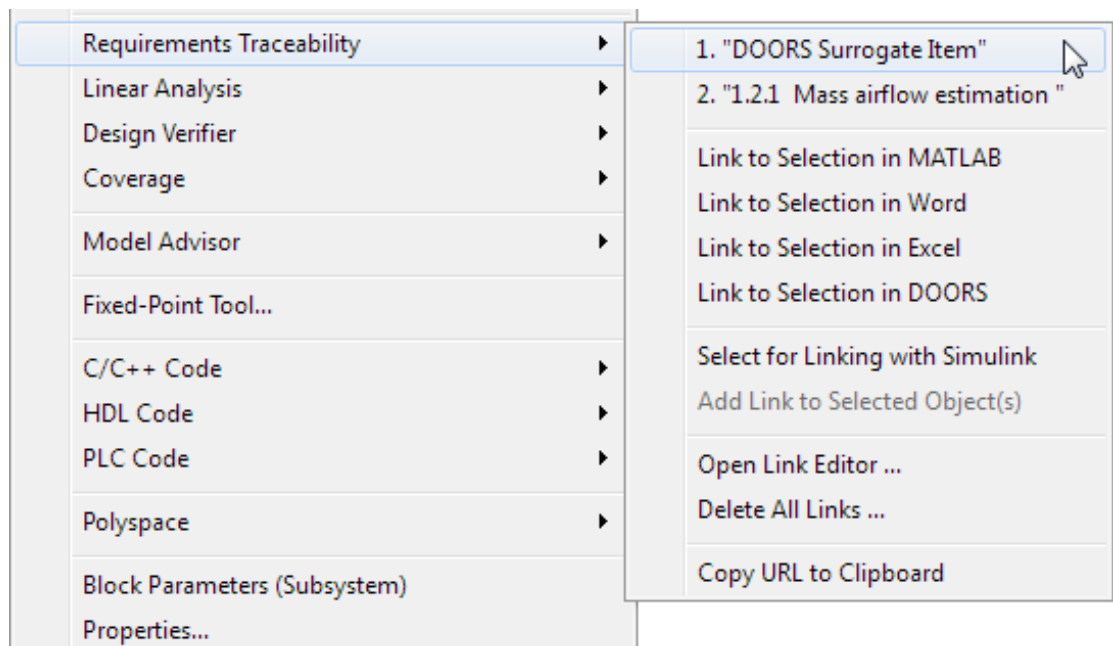 Requirements Traceability
Linear Analysis
Design Verifier
Coverage
Model Advisor
Fixed-Point Tool...
C/C++ Code
HDL Code
PLC Code
Polyspace
Block Parameters (Subsystem)
Properties...
1. "DOORS Surrogate Item"
2. "1.2.1  Mass airflow estimation "
Link to Selection in MATLAB
Link to Selection in Word
Link to Selection in Excel
Link to Selection in DOORS
Select for Linking with Simulink
Add Link to Selected Object(s)
Open Link Editor ...
Delete All Links ...
Copy URL to Clipboard